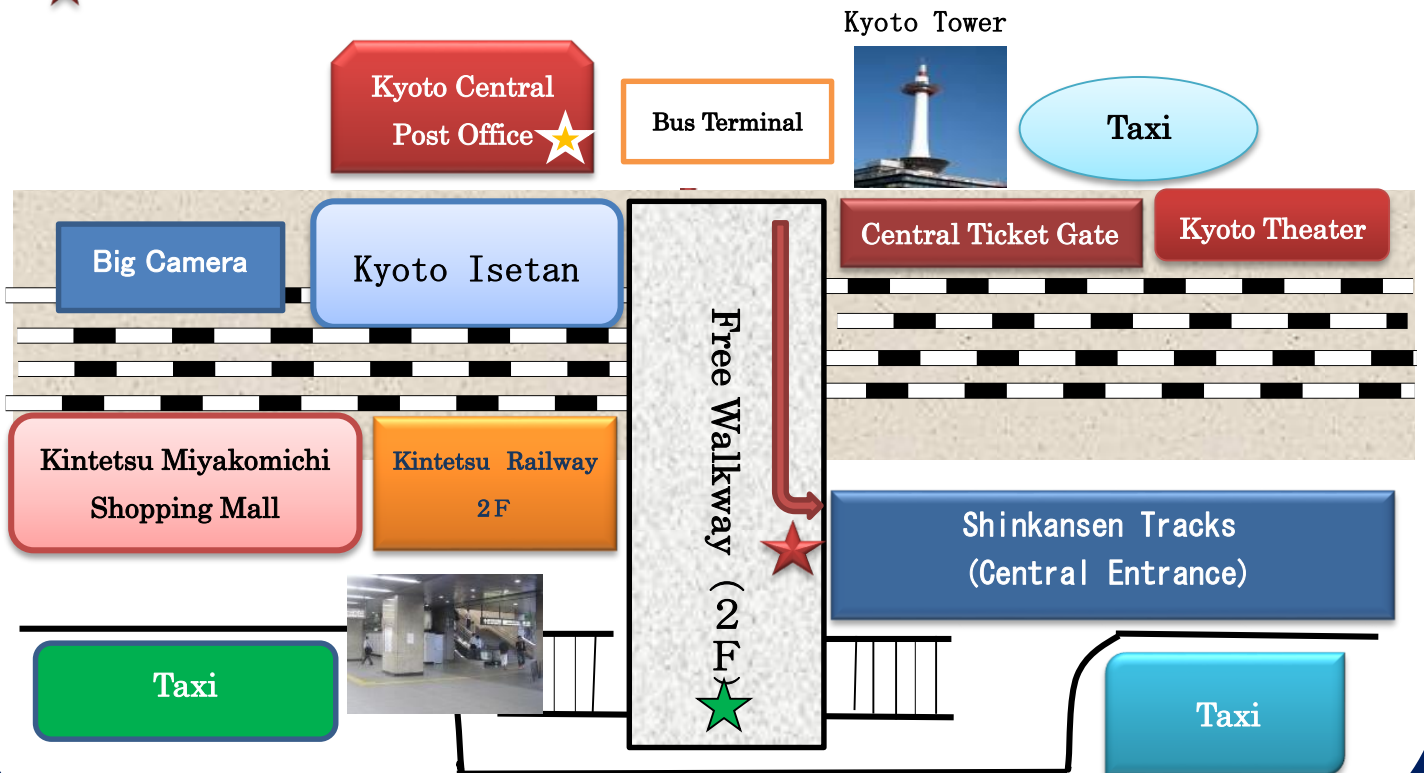 Kyoto Tower
Kyoto Central
Post Office
Bus Terminal
Taxi
Big Camera
Kyoto Isetan
Central Ticket Gate
Kyoto Theater
Free Walkway (2F)
Kintetsu Miyakomichi
Shopping Mall
Kintetsu Railway
2F
Shinkansen Tracks
(Central Entrance)
Taxi
Taxi